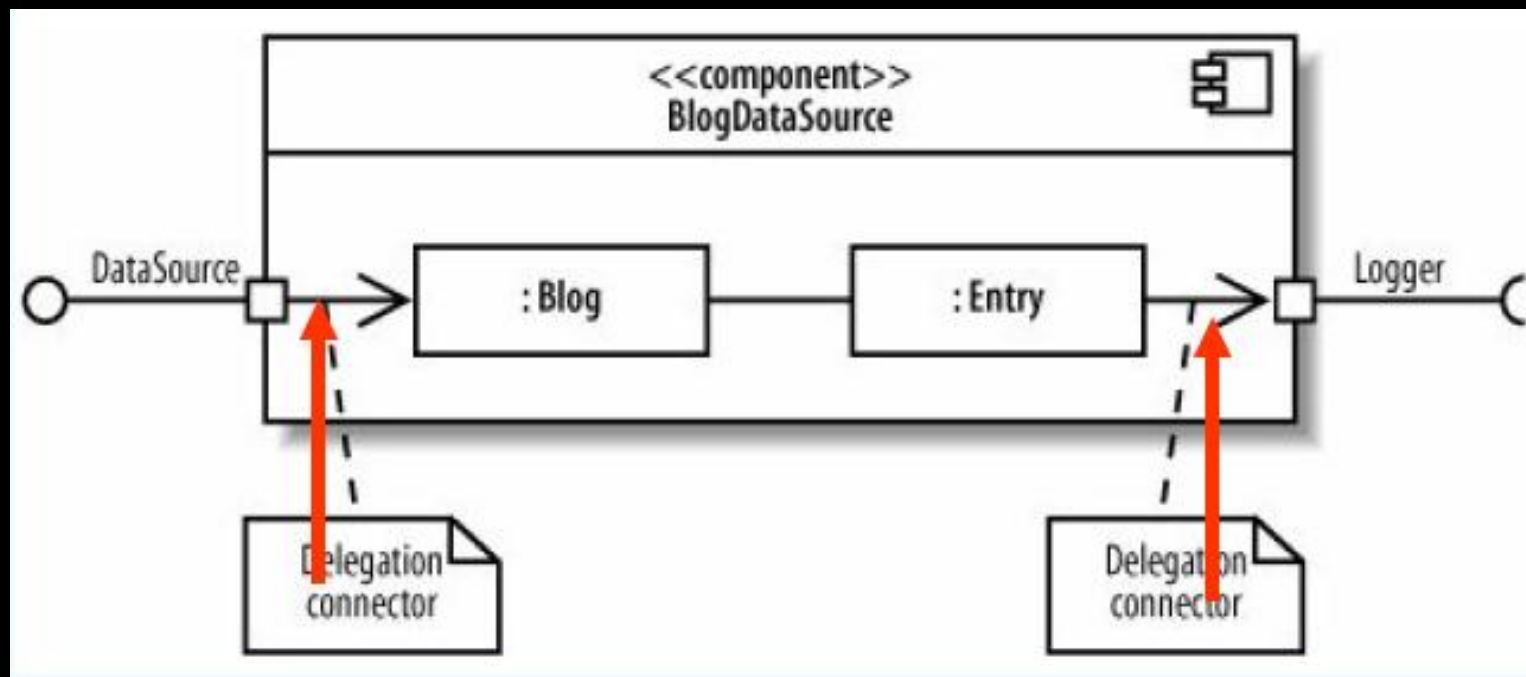 <<component>>
BlogDataSource
DataSource
: Blog
: Entry
Logger
Delegation
connector
Delegation
connector